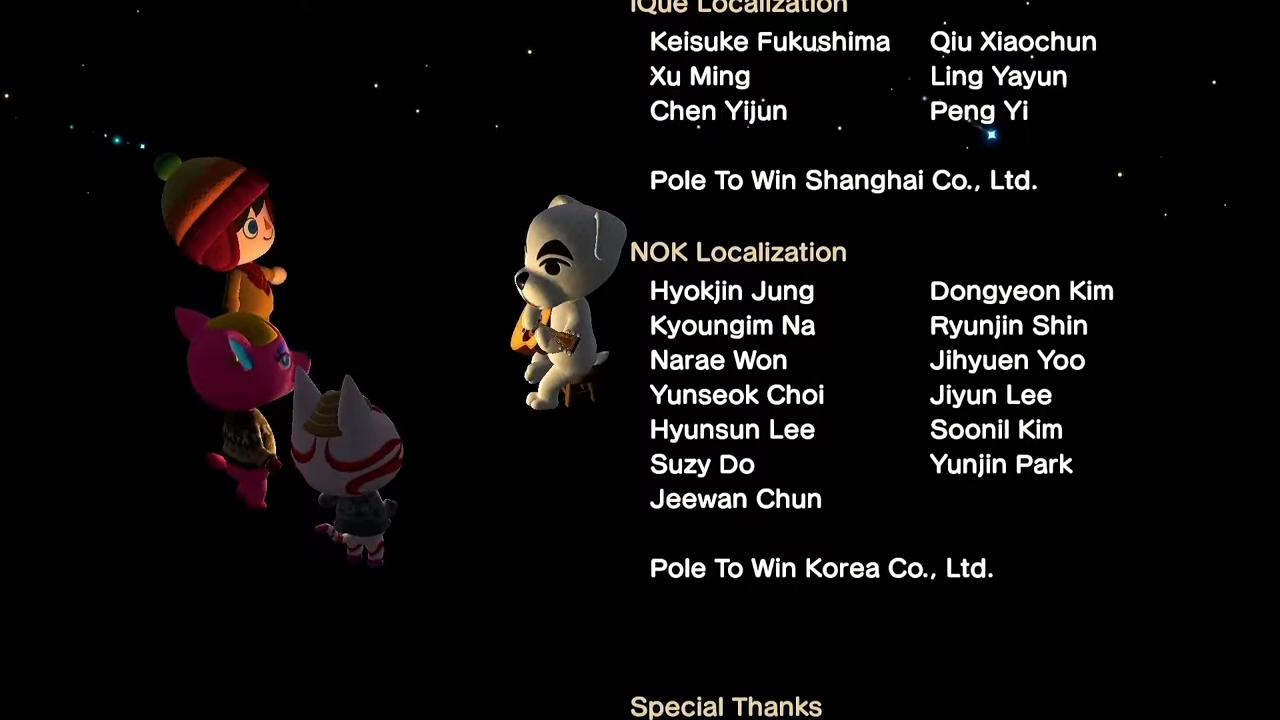 iQue Localization
Keisuke Fukushima Qiu Xiaochun
Xu Ming Ling Yayun
Chen Yijun Peng Yi
Pole To Win Shanghai Co., Ltd.
NOK Localization
Hyokjin Jung Dongyeon Kim
Kyoungim Na Ryunjin Shin
Narae Won Jihyuen Yoo
Yunseok Choi Jiyun Lee
Hyunsun Lee Soonil Kim
Suzy Do Yunjin Park
Jeewan Chun
Pole To Win Korea Co., Ltd.
Special Thanks